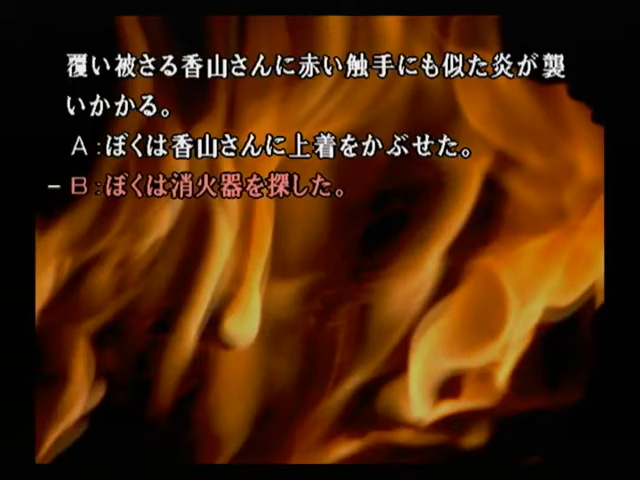 覆い被さる香山さんに赤い触手にも似た炎が襲
いかかる。
Ａ：ぼくは香山さんに上着をかぶせた。
－Ｂ：ぼくは消火器を探した。